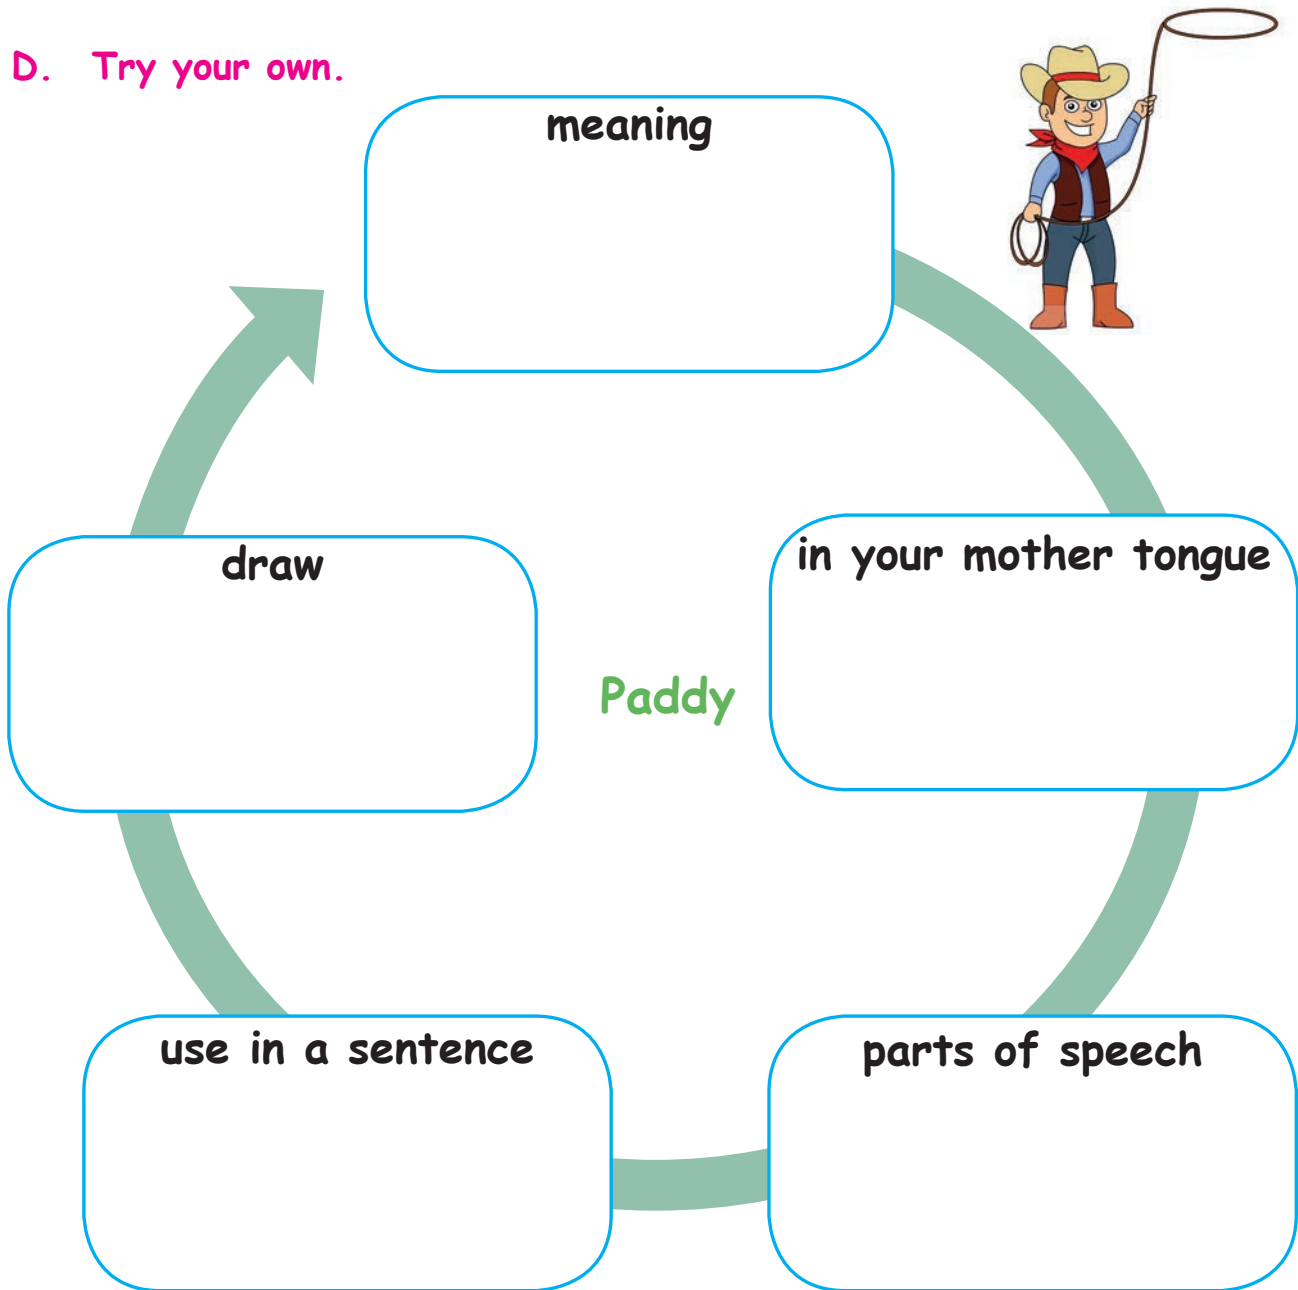 D. Try your own.
meaning
in your mother tongue
draw
Paddy
use in a sentence
parts of speech